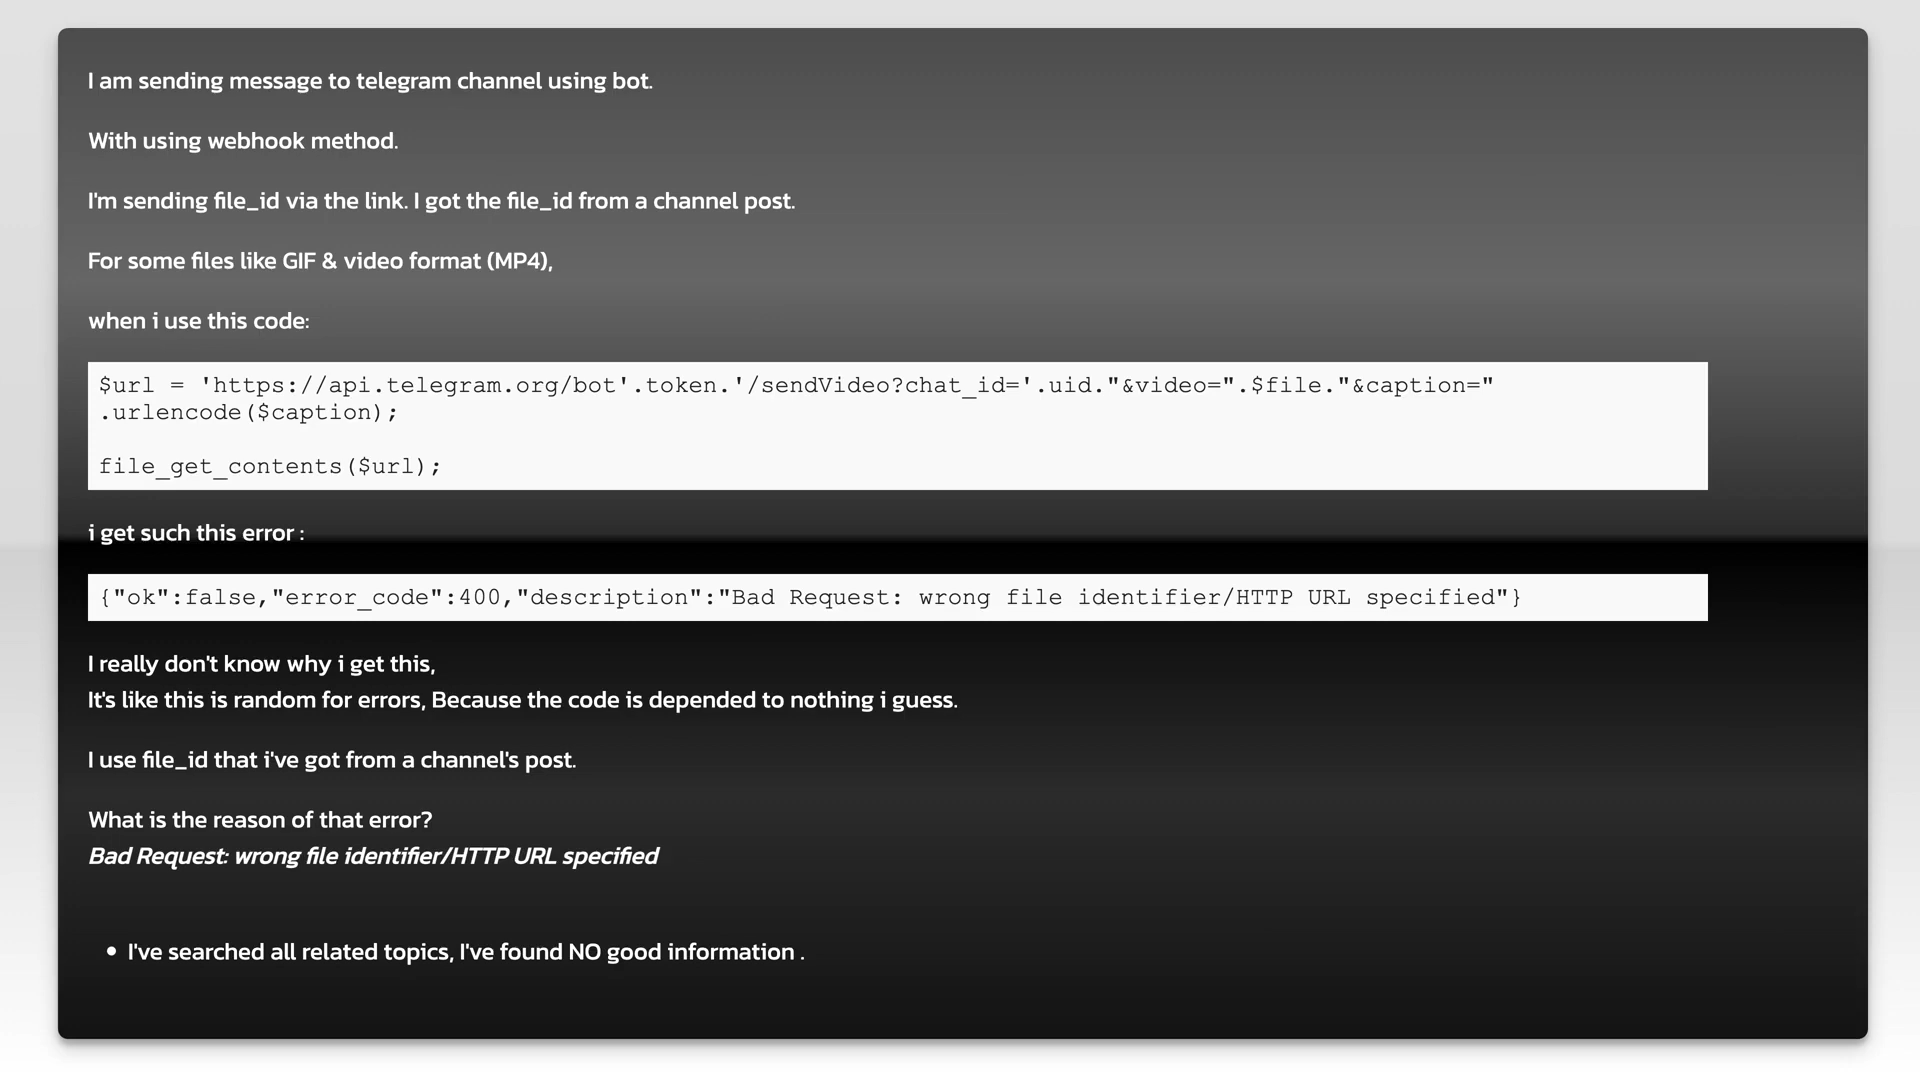 I am sending message to telegram channel using bot.
With using webhook method.
I'm sending file_id via the link. I got the file_id from a channel post.
For some files like GIF & video format (MP4),
when i use this code:
$url = 'https://api.telegram.org/bot'.token.'/sendVideo?chat_id='.uid."&video=".$file."&caption="
.urlencode($caption);
file_get_contents($url);
i get such this error :
{"ok":false,"error_code":400,"description":"Bad Request: wrong file identifier/HTTP URL specified"}
I really don't know why i get this,
It's like this is random for errors, Because the code is depended to nothing i guess.
I use file_id that i've got from a channel's post.
What is the reason of that error?
Bad Request: wrong file identifier/HTTP URL specified
• I've searched all related topics, I've found NO good information .